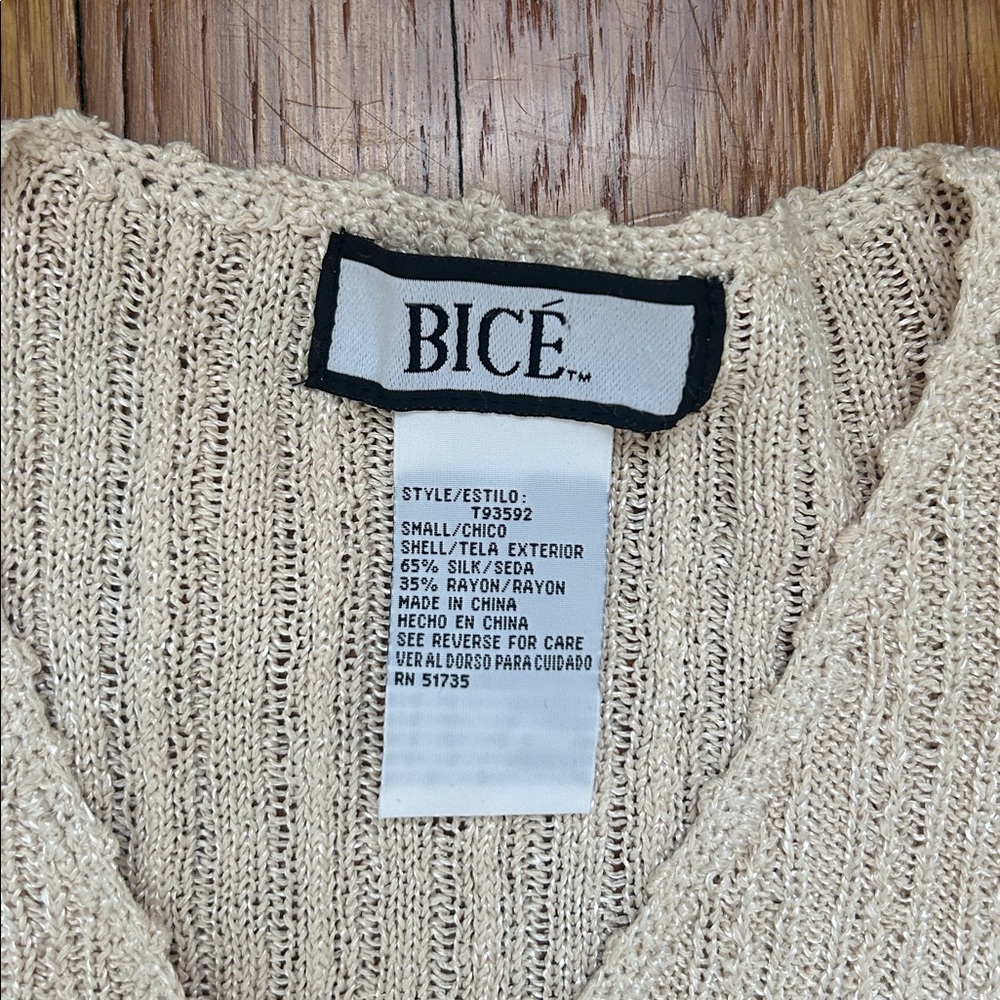 BICÉ™
STYLE/ESTILO:
T93592
SMALL/CHICO
SHELL/TELA EXTERIOR
65% SILK/SEDA
35% RAYON/RAYON
MADE IN CHINA
HECHO EN CHINA
SEE REVERSE FOR CARE
VER AL DORSO PARA CUIDADO
RN 51735